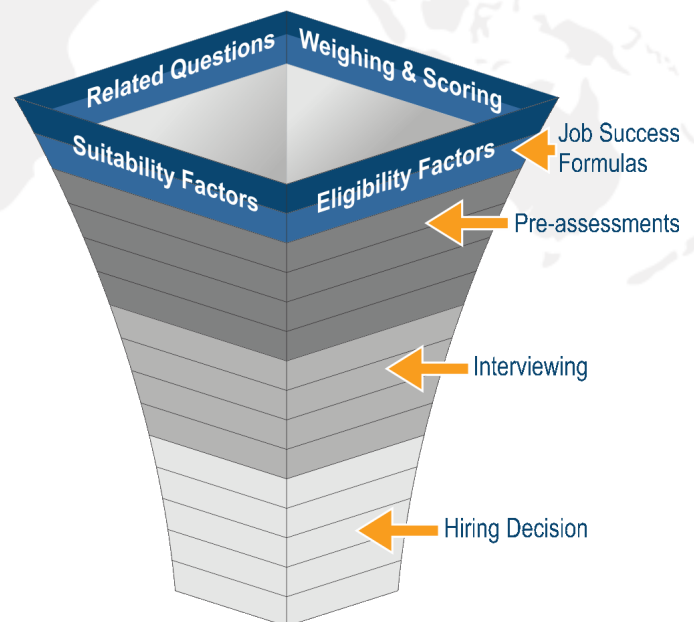 Related Questions
Weighing & Scoring
Suitability Factors
Eligibility Factors
Job Success
Formulas
Pre-assessments
Interviewing
Hiring Decision